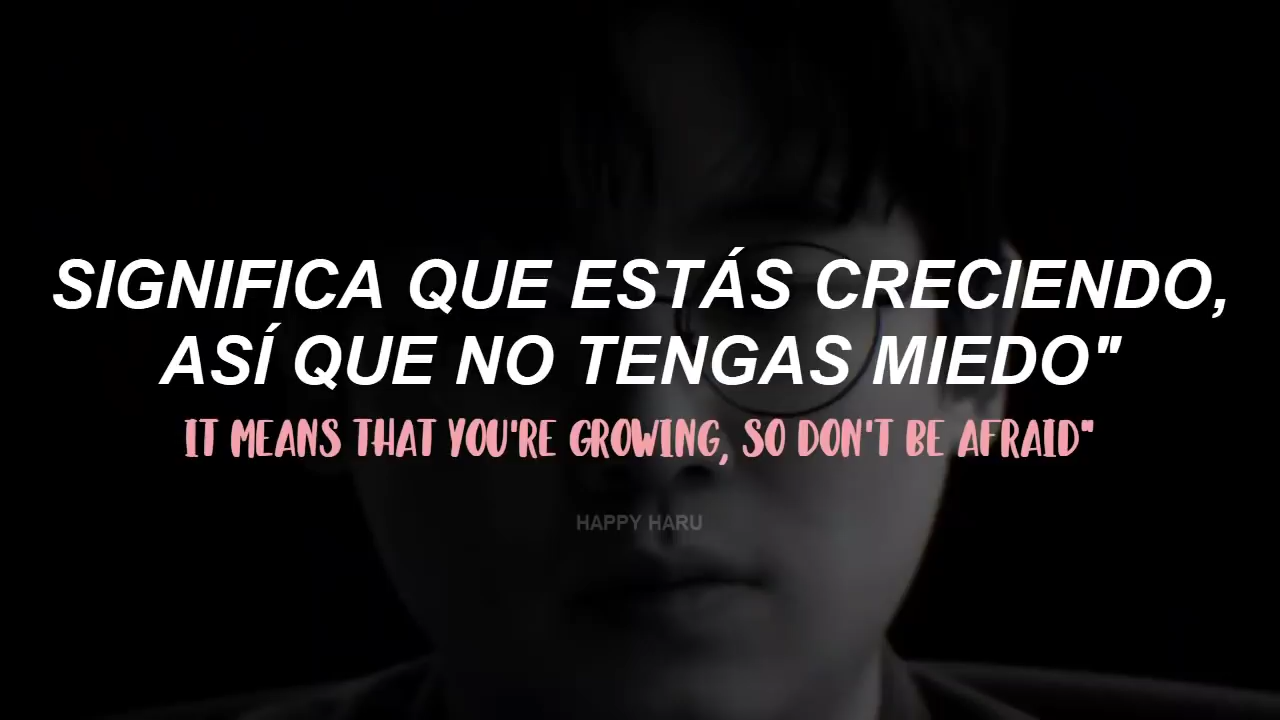 SIGNIFICA QUE ESTÁS CRECIENDO,
ASÍ QUE NO TENGAS MIEDO"
IT MEANS THAT YOU'RE GROWING, SO DON'T BE AFRAID"
HAPPY HARU